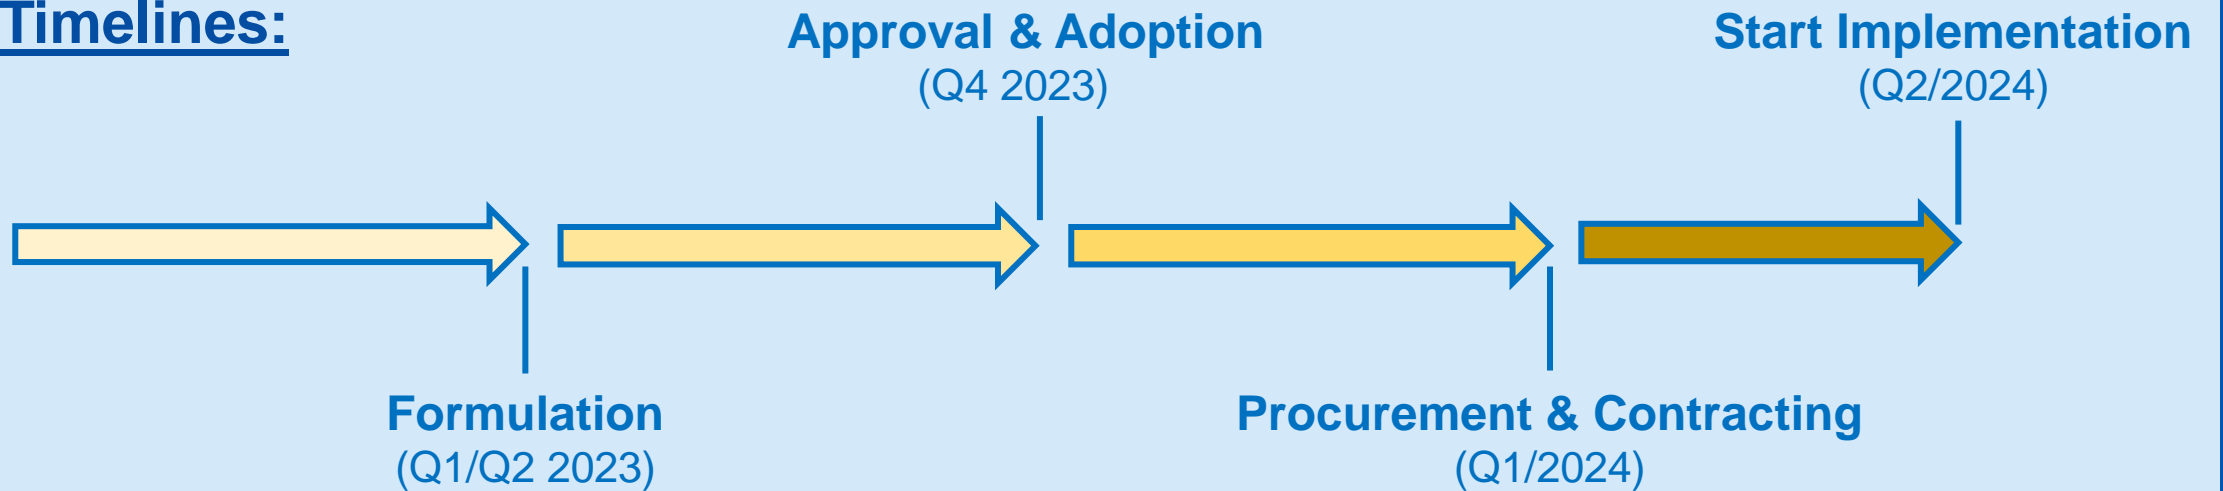 Timelines:
Approval & Adoption
(Q4 2023)
Start Implementation
(Q2/2024)
Formulation
(Q1/Q2 2023)
Procurement & Contracting
(Q1/2024)